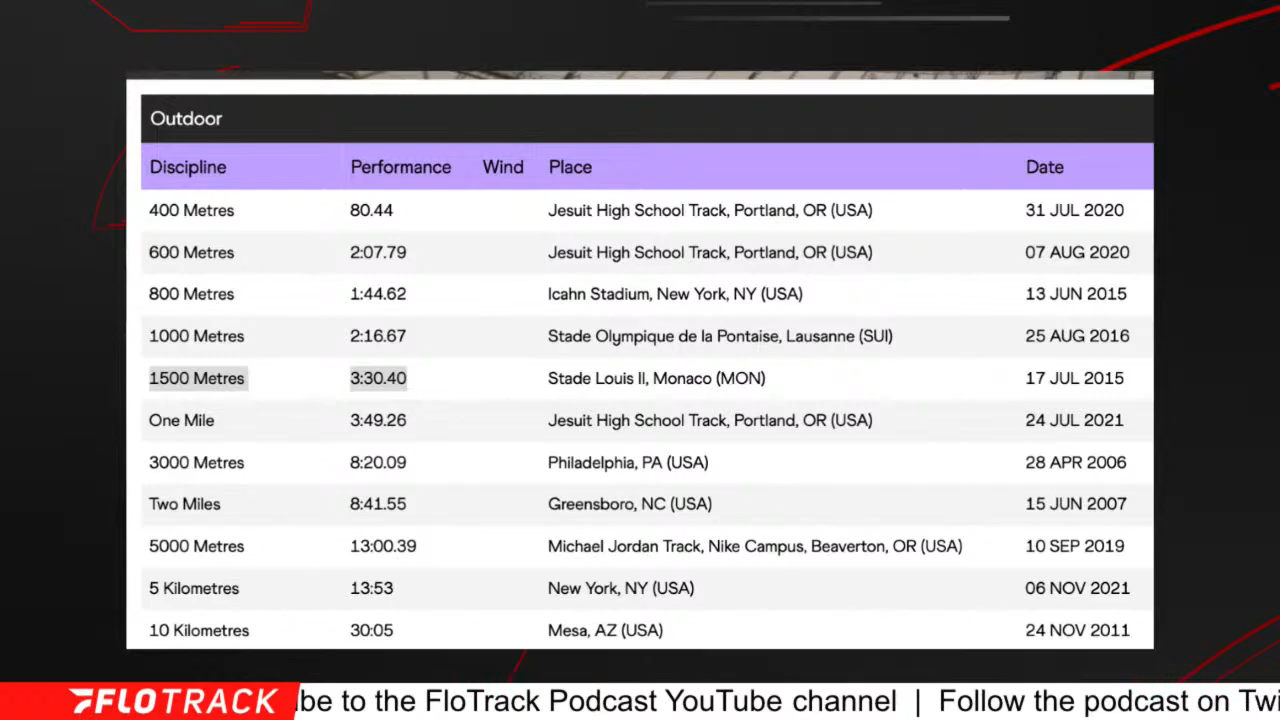 Outdoor
Discipline Performance Wind Place Date
400 Metres 80.44 Jesuit High School Track, Portland, OR (USA) 31 JUL 2020
600 Metres 2:07.79 Jesuit High School Track, Portland, OR (USA) 07 AUG 2020
800 Metres 1:44.62 Icahn Stadium, New York, NY (USA) 13 JUN 2015
1000 Metres 2:16.67 Stade Olympique de la Pontaise, Lausanne (SUI) 25 AUG 2016
1500 Metres 3:30.40 Stade Louis II, Monaco (MON) 17 JUL 2015
One Mile 3:49.26 Jesuit High School Track, Portland, OR (USA) 24 JUL 2021
3000 Metres 8:20.09 Philadelphia, PA (USA) 28 APR 2006
Two Miles 8:41.55 Greensboro, NC (USA) 15 JUN 2007
5000 Metres 13:00.39 Michael Jordan Track, Nike Campus, Beaverton, OR (USA) 10 SEP 2019
5 Kilometres 13:53 New York, NY (USA) 06 NOV 2021
10 Kilometres 30:05 Mesa, AZ (USA) 24 NOV 2011
FLOTRACK be to the FloTrack Podcast YouTube channel | Follow the podcast on Twi